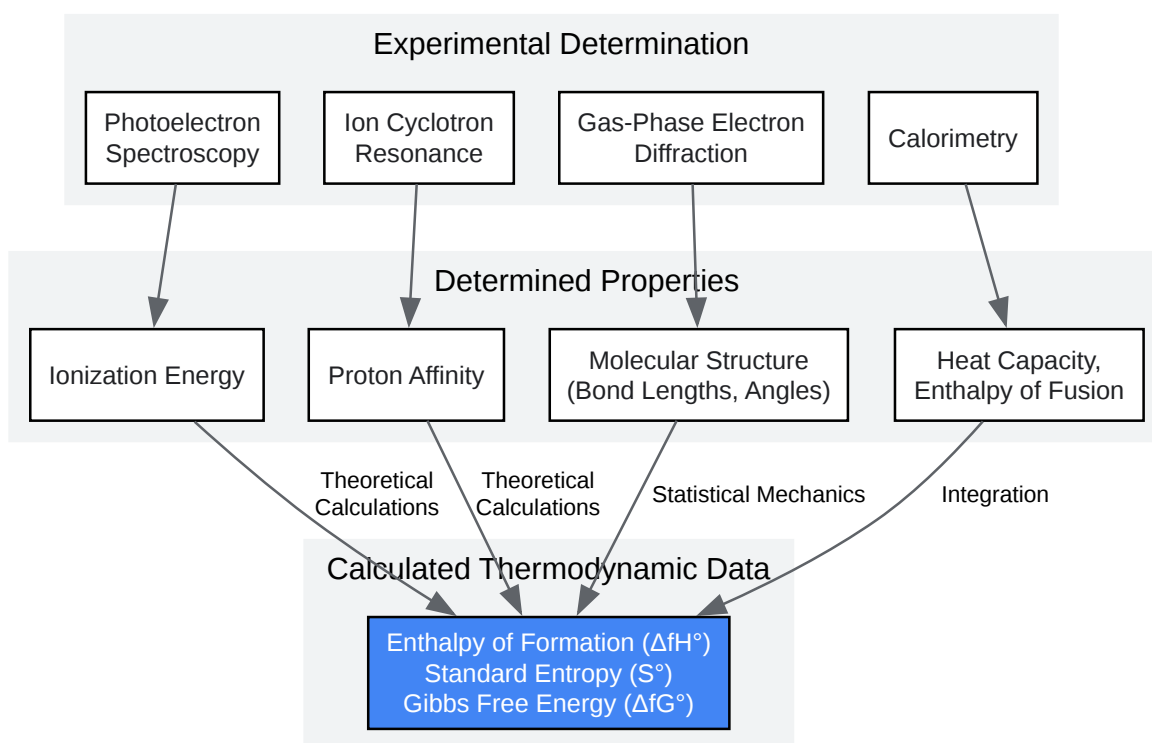 Experimental Determination
Photoelectron
Spectroscopy
Ion Cyclotron
Resonance
Gas-Phase Electron
Diffraction
Calorimetry
Determined Properties
Ionization Energy
Proton Affinity
Molecular Structure
(Bond Lengths, Angles)
Heat Capacity,
Enthalpy of Fusion
Theoretical
Calculations
Theoretical
Calculations
Statistical Mechanics
Integration
Calculated Thermodynamic Data
Enthalpy of Formation (ΔfH°)
Standard Entropy (S°)
Gibbs Free Energy (ΔfG°)